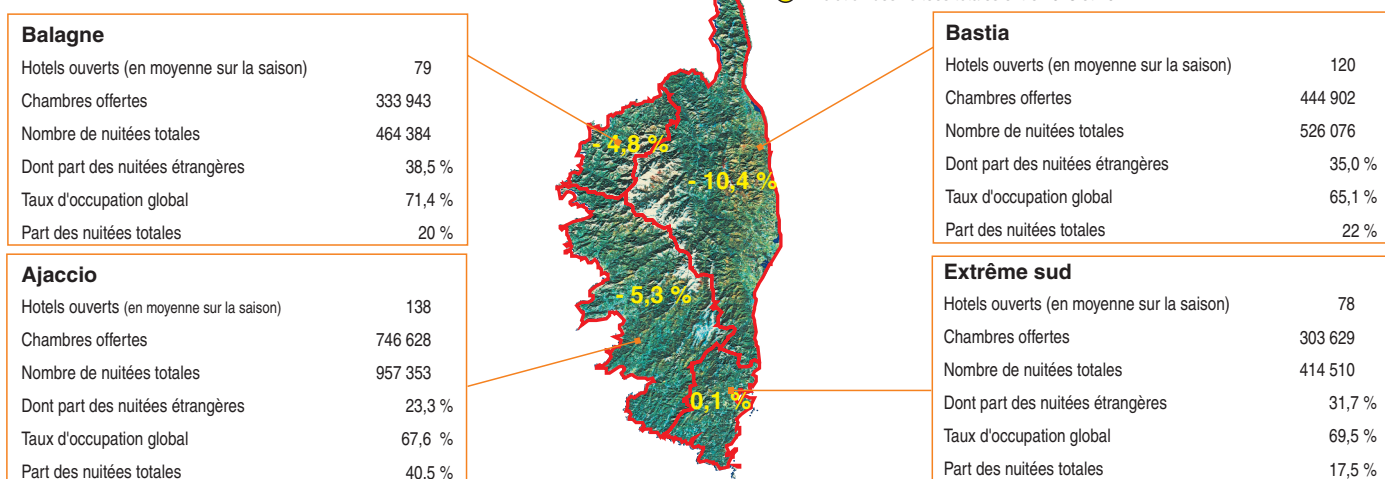 Balagne
Hotels ouverts (en moyenne sur la saison) 79
Chambres offertes 333 943
Nombre de nuitées totales 464 384
Dont part des nuitées étrangères 38,5 %
Taux d'occupation global 71,4 %
Part des nuitées totales 20 %
Ajaccio
Hotels ouverts (en moyenne sur la saison) 138
Chambres offertes 746 628
Nombre de nuitées totales 957 353
Dont part des nuitées étrangères 23,3 %
Taux d'occupation global 67,6 %
Part des nuitées totales 40,5 %
- 4,8 %
- 10,4 %
- 5,3 %
0,1 %
Bastia
Hotels ouverts (en moyenne sur la saison) 120
Chambres offertes 444 902
Nombre de nuitées totales 526 076
Dont part des nuitées étrangères 35,0 %
Taux d'occupation global 65,1 %
Part des nuitées totales 22 %
Extrême sud
Hotels ouverts (en moyenne sur la saison) 78
Chambres offertes 303 629
Nombre de nuitées totales 414 510
Dont part des nuitées étrangères 31,7 %
Taux d'occupation global 69,5 %
Part des nuitées totales 17,5 %